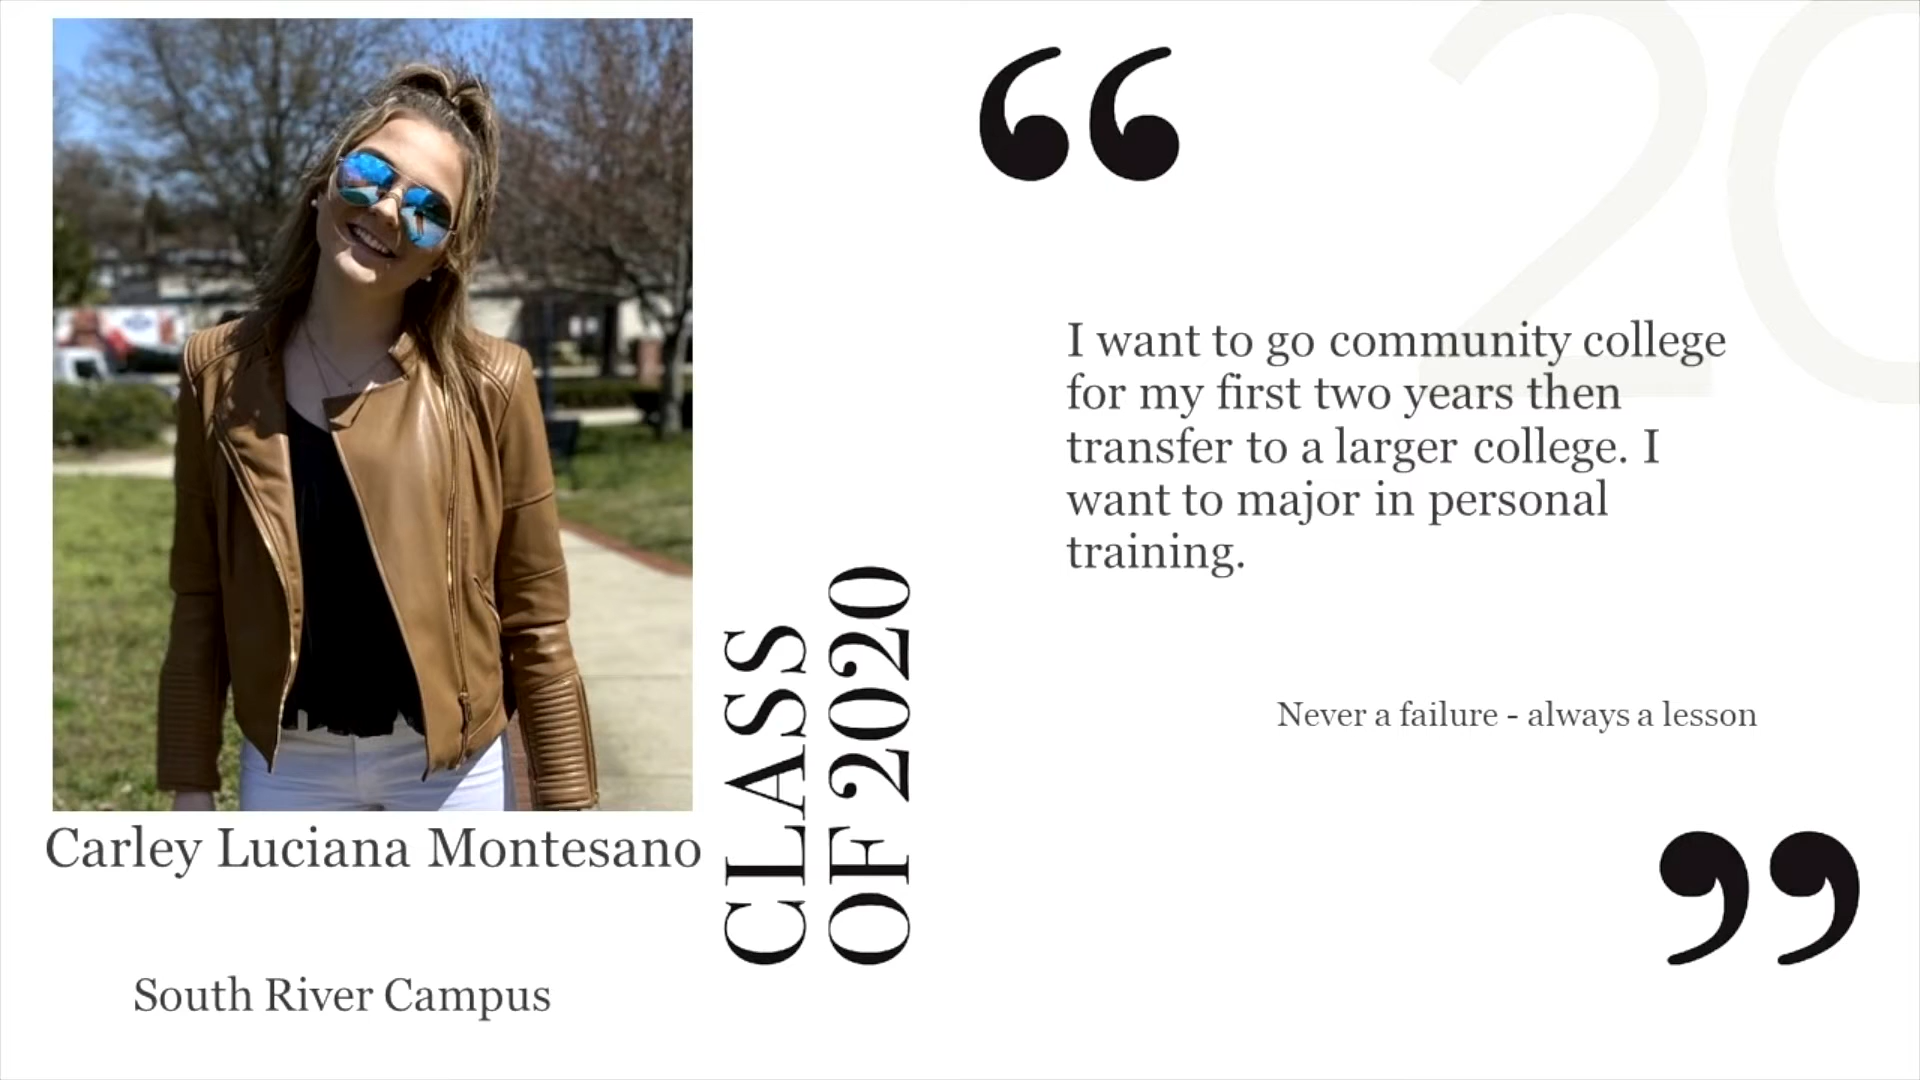 Carley Luciana Montesano
South River Campus
CLASS
OF 2020
20
“
I want to go community college
for my first two years then
transfer to a larger college. I
want to major in personal
training.
Never a failure - always a lesson
”